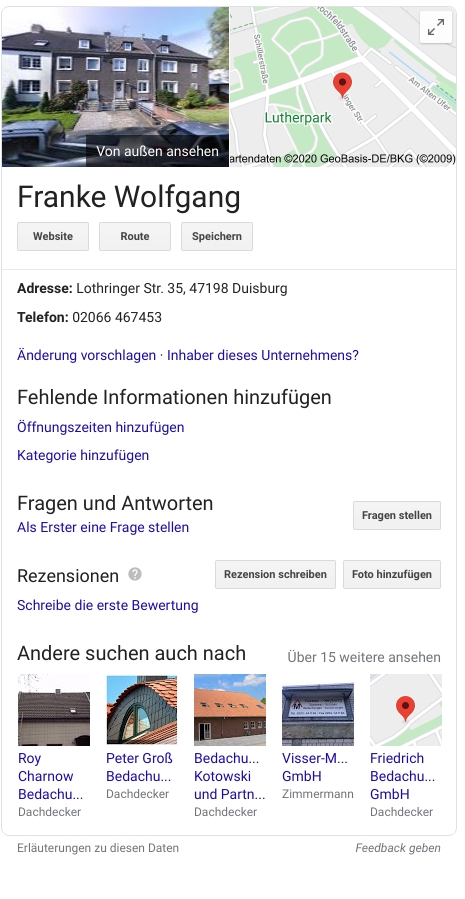 Hochfeldstraße
Schillerstraße
Lutherpark
inger Str.
Am Alten Ufer
Von außen ansehen
artendaten ©2020 GeoBasis-DE/BKG (©2009)
Franke Wolfgang
Website Route Speichern
Adresse: Lothringer Str. 35, 47198 Duisburg
Telefon: 02066 467453
Änderung vorschlagen · Inhaber dieses Unternehmens?
Fehlende Informationen hinzufügen
Öffnungszeiten hinzufügen
Kategorie hinzufügen
Fragen und Antworten
Als Erster eine Frage stellen
Fragen stellen
Rezensionen ? Rezension schreiben Foto hinzufügen
Schreibe die erste Bewertung
Andere suchen auch nach Über 15 weitere ansehen
Roy Peter Groß Bedachu... Visser-M... Friedrich
Charnow Bedachu... Kotowski GmbH Bedachu...
Bedachu... Dachdecker und Partn... Zimmermann GmbH
Dachdecker Dachdecker Dachdecker
Erläuterungen zu diesen Daten Feedback geben